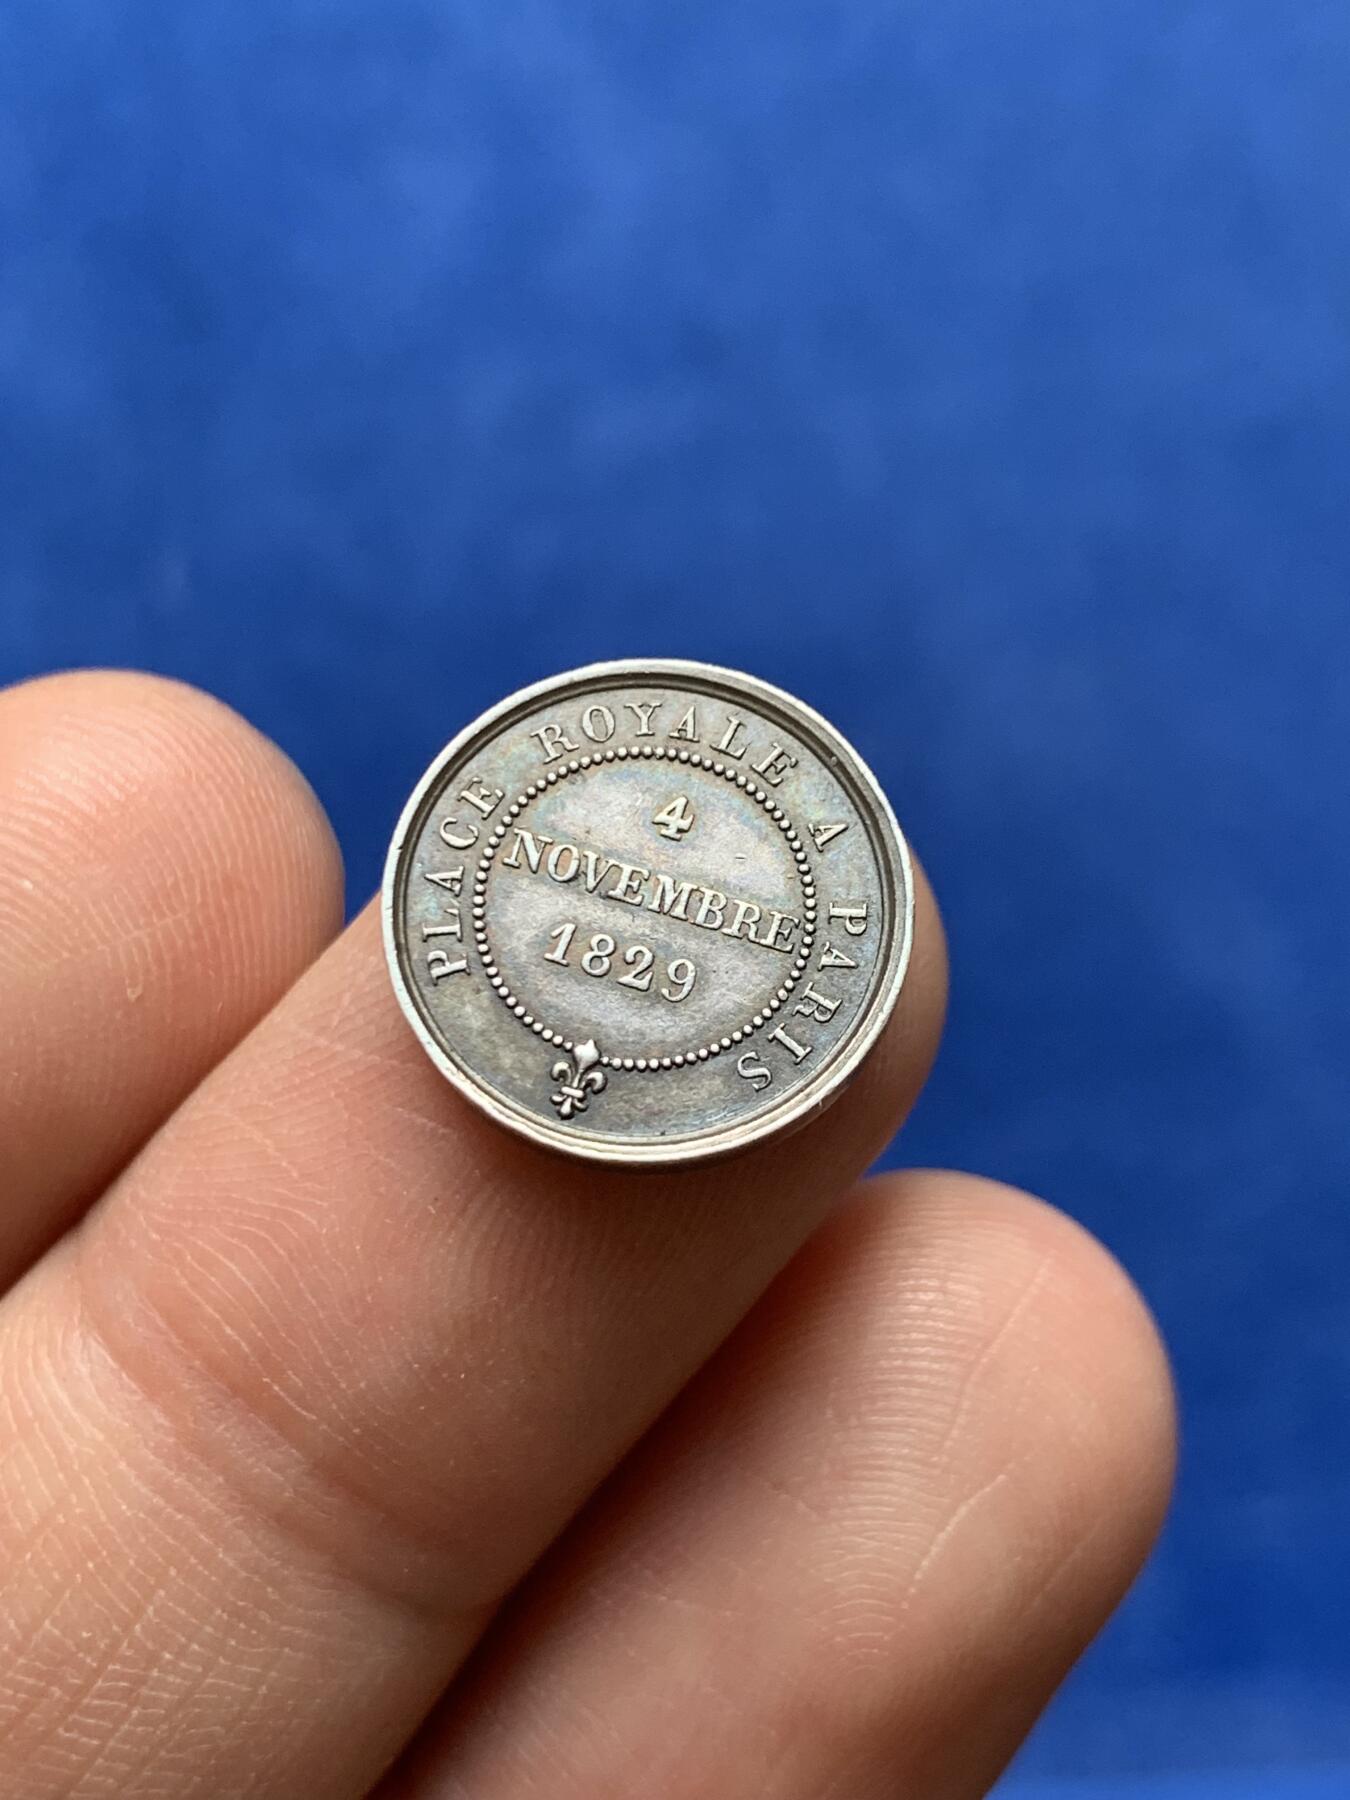 PLACE ROYALE A PARIS
4
NOVEMBRE
1829